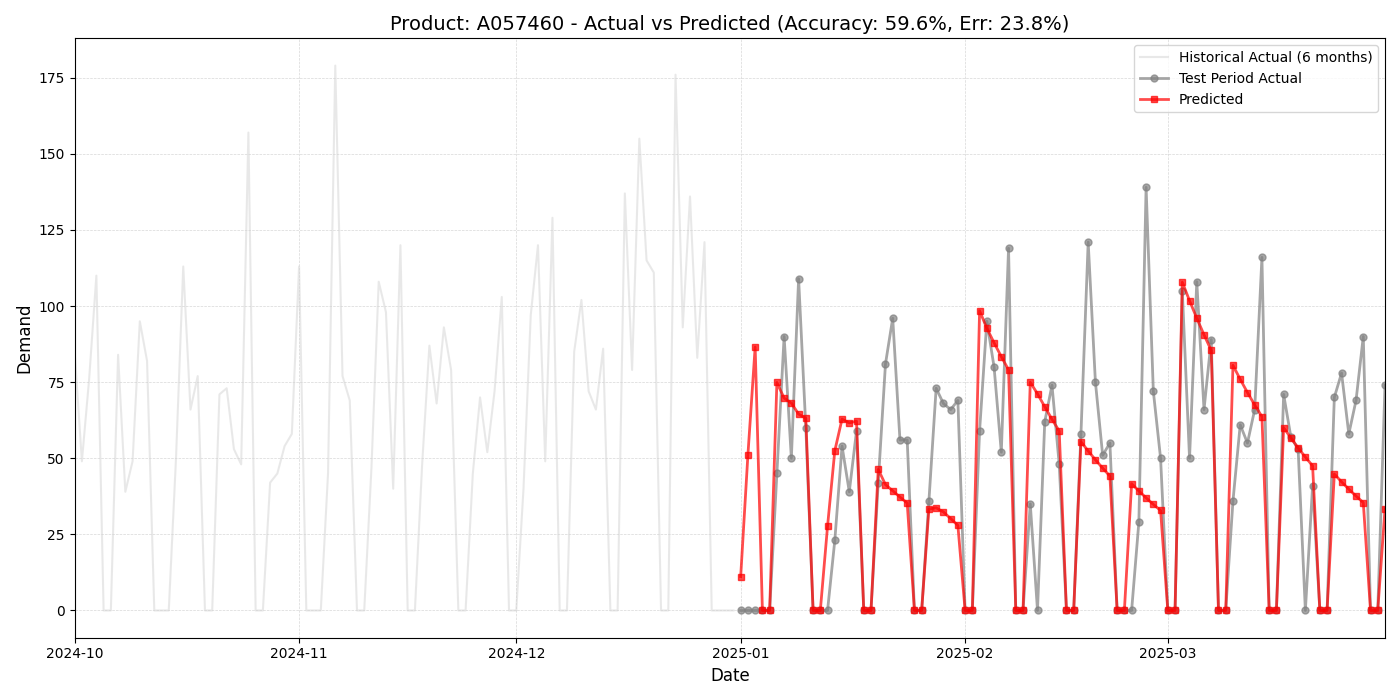 Product: A057460 - Actual vs Predicted (Accuracy: 59.6%, Err: 23.8%)
Historical Actual (6 months)
Test Period Actual
Predicted
Demand
175
150
125
100
75
50
25
0
2024-10
2024-11
2024-12
2025-01
2025-02
2025-03
Date